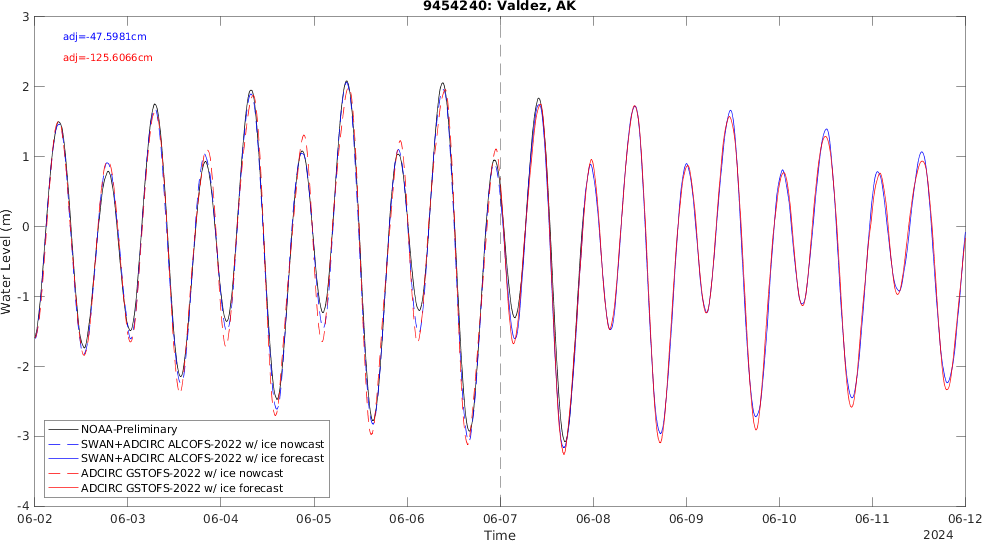 9454240: Valdez, AK
adj=-47.5981cm
adj=-125.6066cm
3
2
1
0
-1
-2
-3
-4
Water Level (m)
NOAA-Preliminary
SWAN+ADCIRC ALCOFS-2022 w/ ice nowcast
SWAN+ADCIRC ALCOFS-2022 w/ ice forecast
ADCIRC GSTOFS-2022 w/ ice nowcast
ADCIRC GSTOFS-2022 w/ ice forecast
06-02 06-03 06-04 06-05 06-06 06-07 06-08 06-09 06-10 06-11 06-12
Time
2024